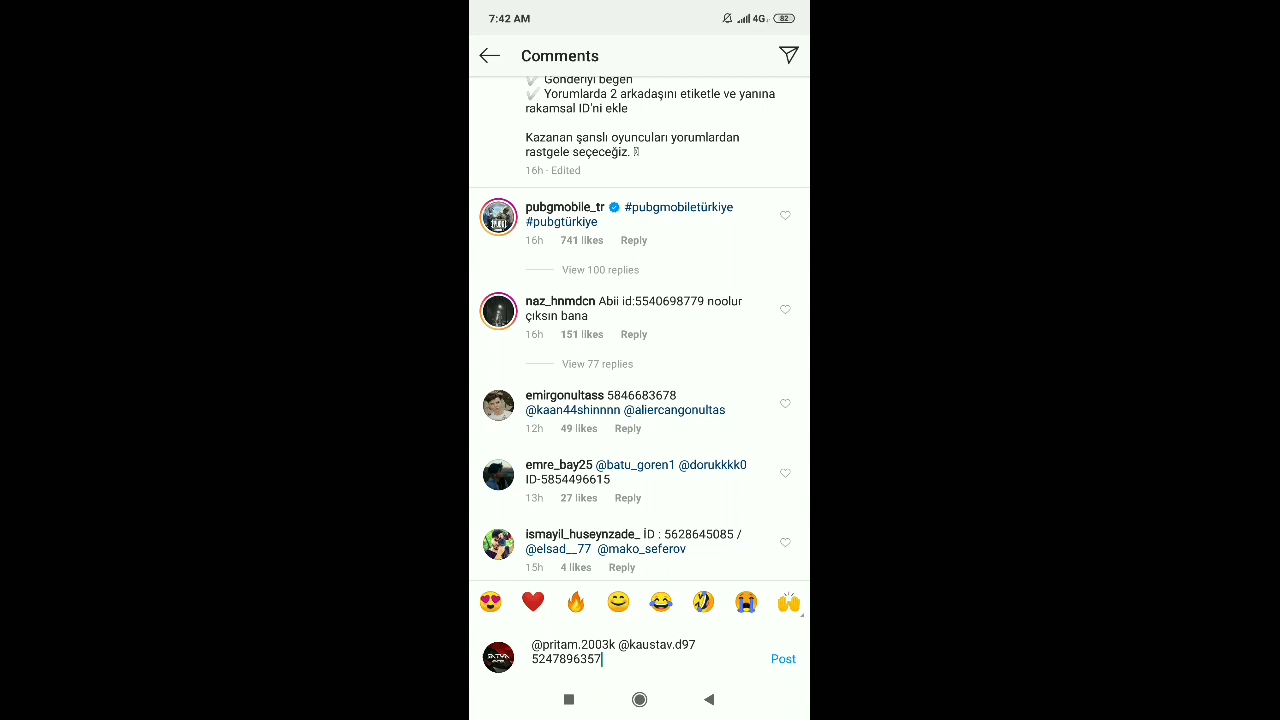 7:42 AM 4G 82
Comments
✔ Gönderiyi beğen
✔ Yorumlarda 2 arkadaşını etiketle ve yanına
rakamsal ID'ni ekle
Kazanan şanslı oyuncuları yorumlardan
rastgele seçeceğiz.
16h · Edited
pubgmobile_tr #pubgmobiletürkiye
#pubgtürkiye
16h 741 likes Reply
View 100 replies
naz_hnmdcn Abii id:5540698779 noolur
çıksın bana
16h 151 likes Reply
View 77 replies
emirgonultass 5846683678
@kaan44shinnnn @aliercangonultas
12h 49 likes Reply
emre_bay25 @batu_goren1 @dorukkkk0
ID-5854496615
13h 27 likes Reply
ismayil_huseynzade_ İD : 5628645085 /
@elsad__77 @mako_seferov
15h 4 likes Reply
@pritam.2003k @kaustav.d97
5247896357
Post